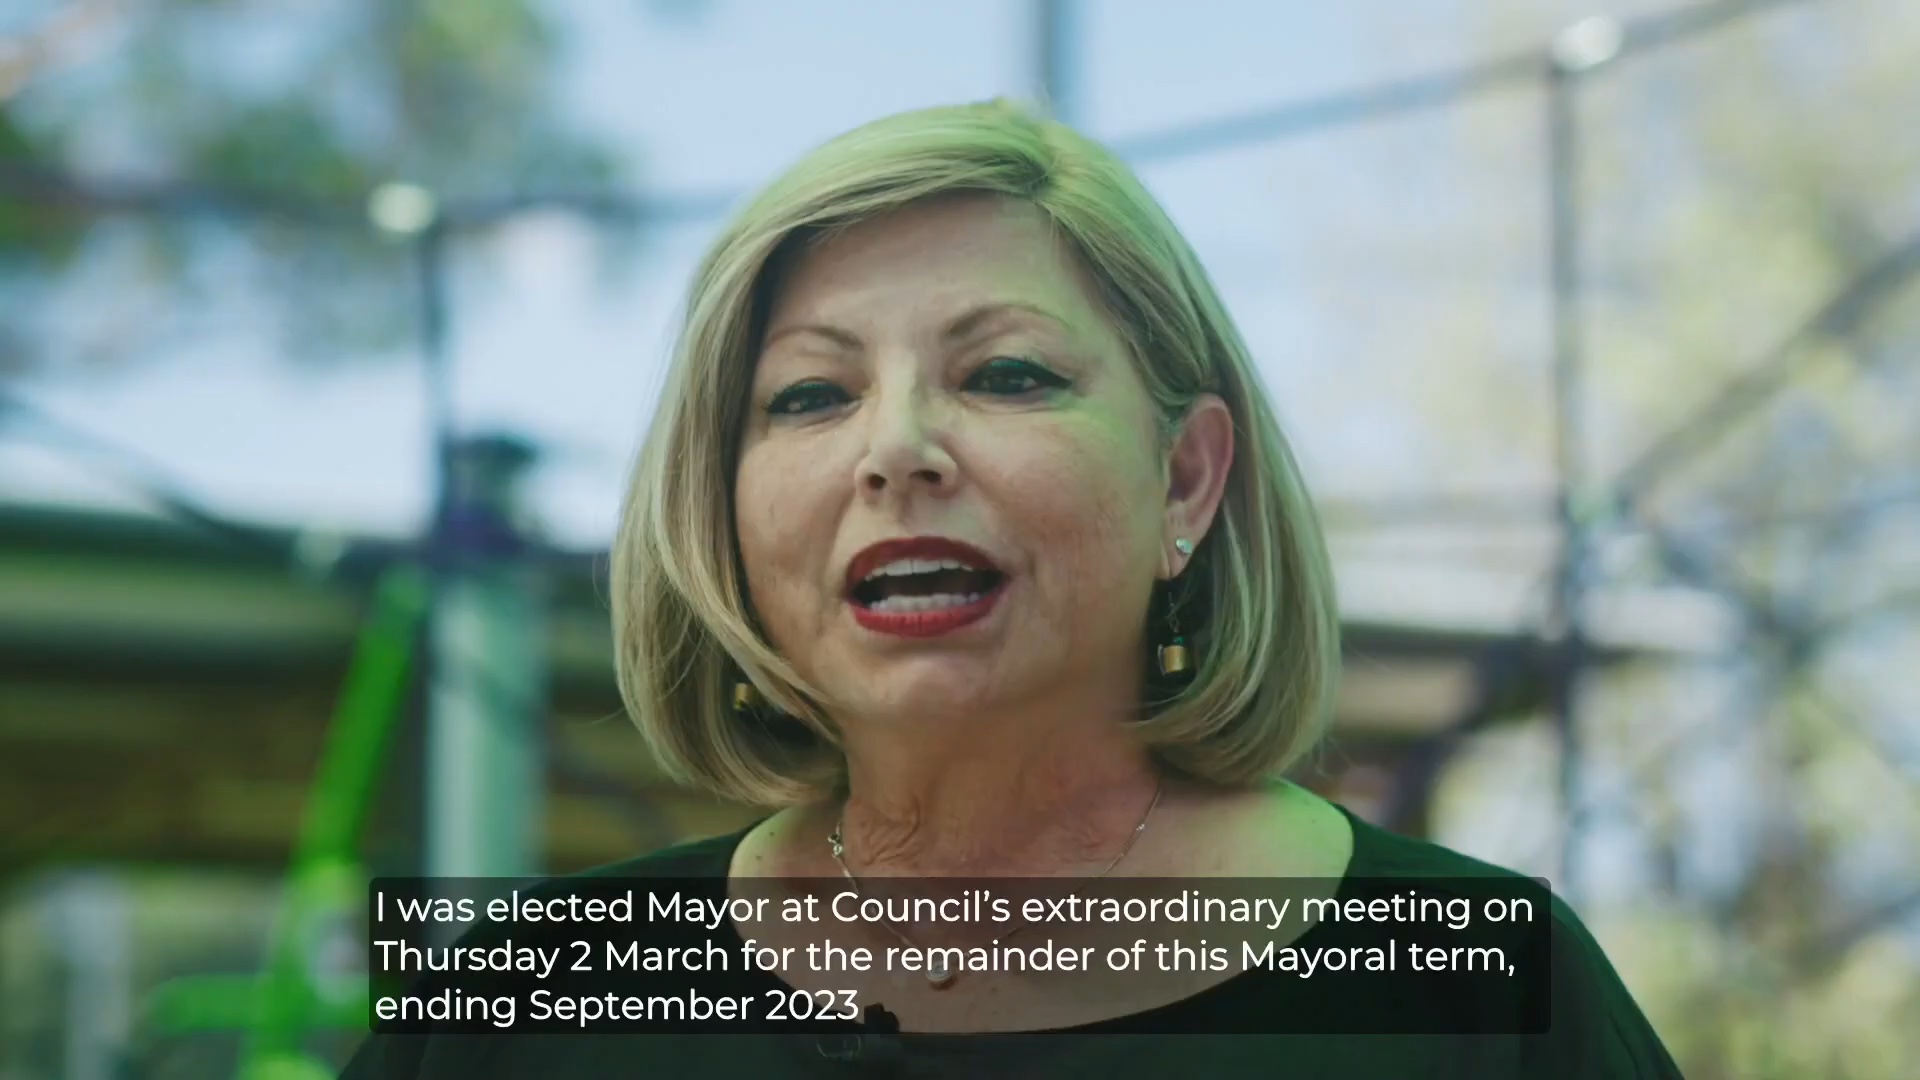 I was elected Mayor at Council’s extraordinary meeting on
Thursday 2 March for the remainder of this Mayoral term,
ending September 2023